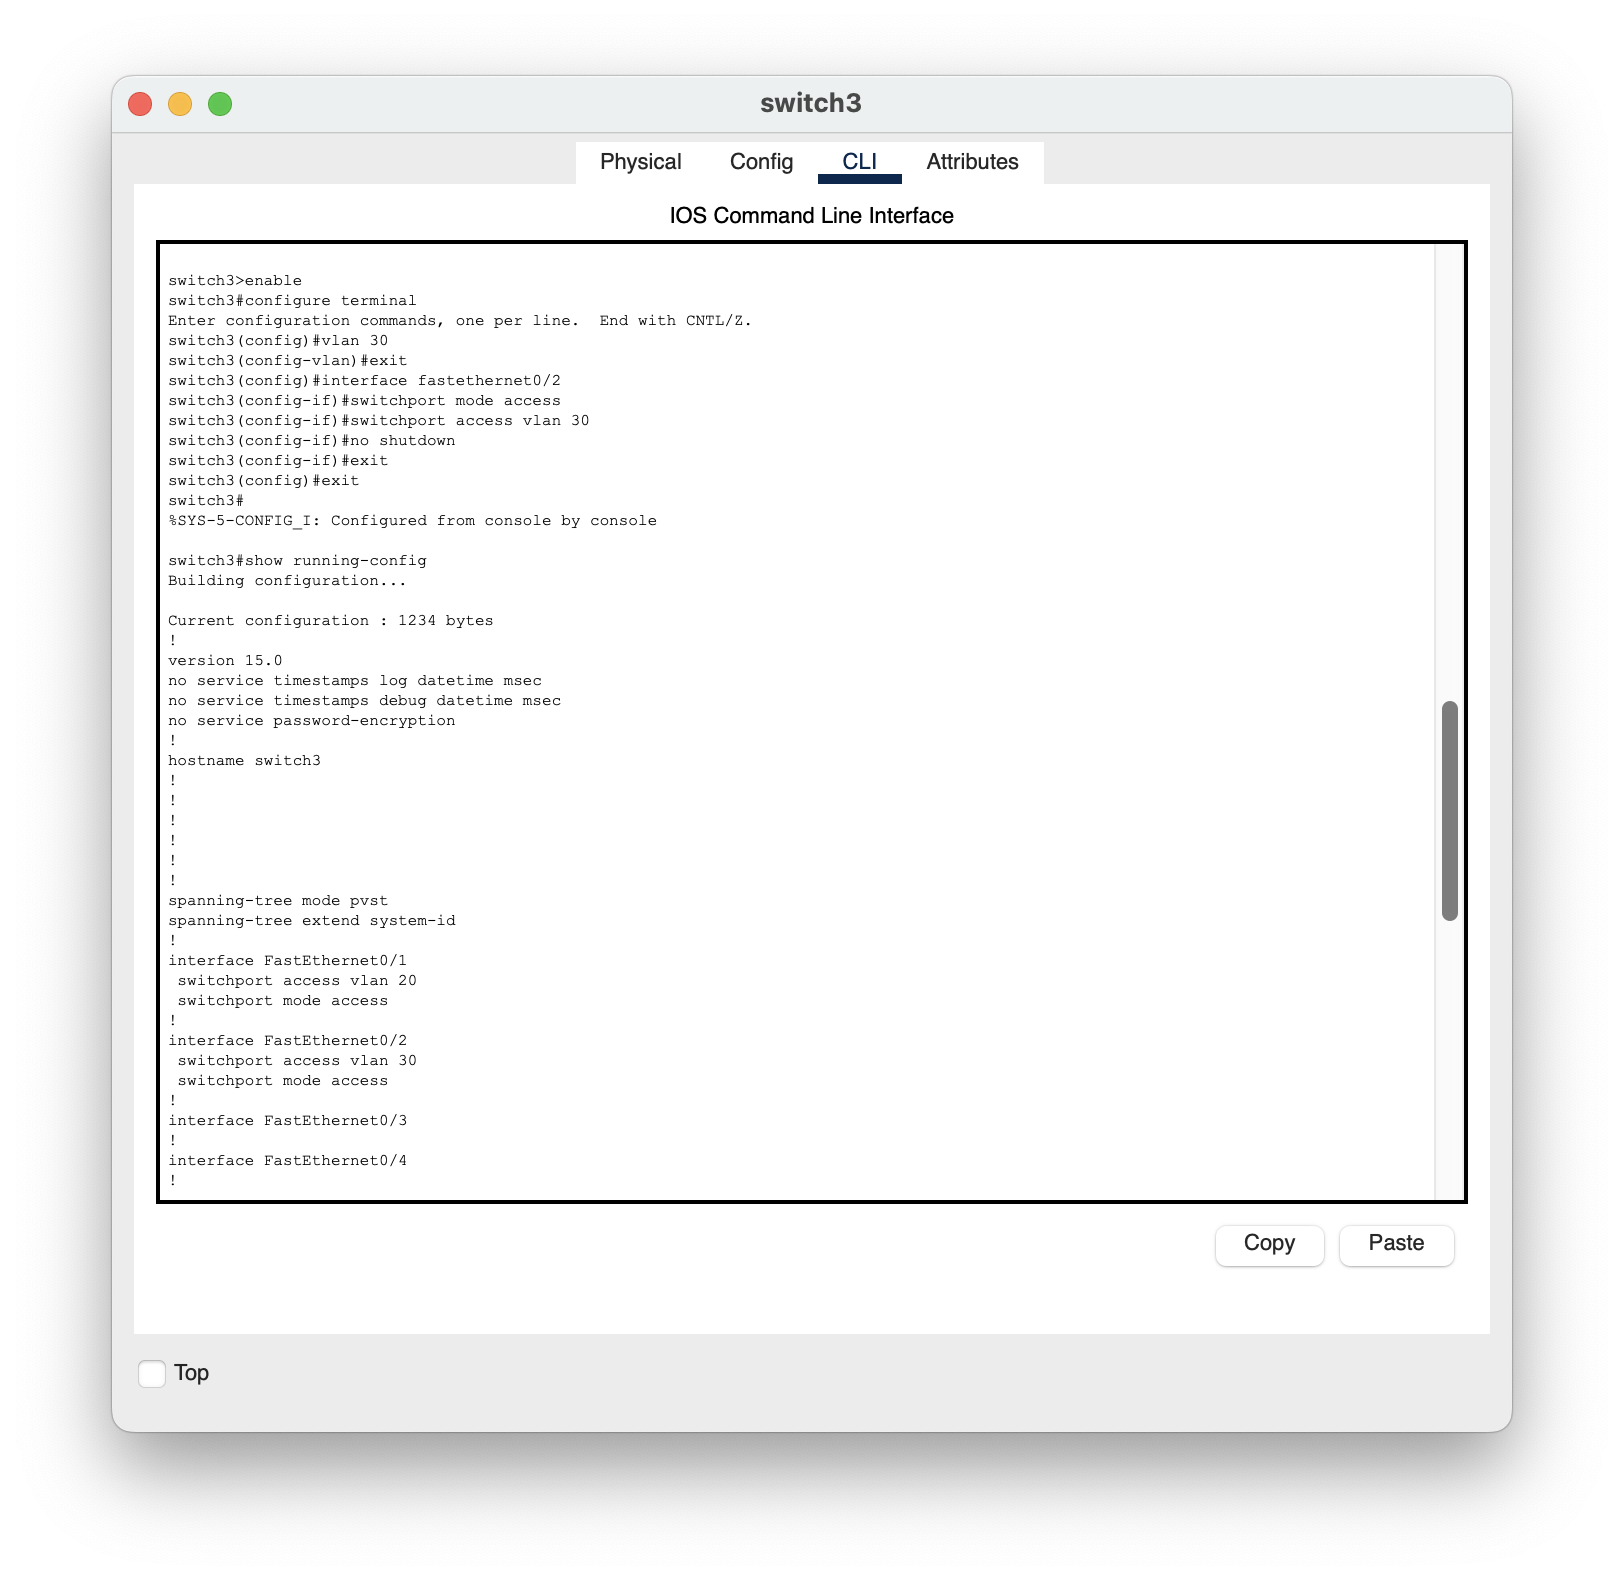 switch3
Physical Config CLI Attributes
IOS Command Line Interface
switch3>enable
switch3#configure terminal
Enter configuration commands, one per line.  End with CNTL/Z.
switch3(config)#vlan 30
switch3(config-vlan)#exit
switch3(config)#interface fastethernet0/2
switch3(config-if)#switchport mode access
switch3(config-if)#switchport access vlan 30
switch3(config-if)#no shutdown
switch3(config-if)#exit
switch3(config)#exit
switch3#
%SYS-5-CONFIG_I: Configured from console by console
switch3#show running-config
Building configuration...
Current configuration : 1234 bytes
!
version 15.0
no service timestamps log datetime msec
no service timestamps debug datetime msec
no service password-encryption
!
hostname switch3
!
!
!
!
!
!
spanning-tree mode pvst
spanning-tree extend system-id
!
interface FastEthernet0/1
 switchport access vlan 20
 switchport mode access
!
interface FastEthernet0/2
 switchport access vlan 30
 switchport mode access
!
interface FastEthernet0/3
!
interface FastEthernet0/4
!
Copy Paste
Top